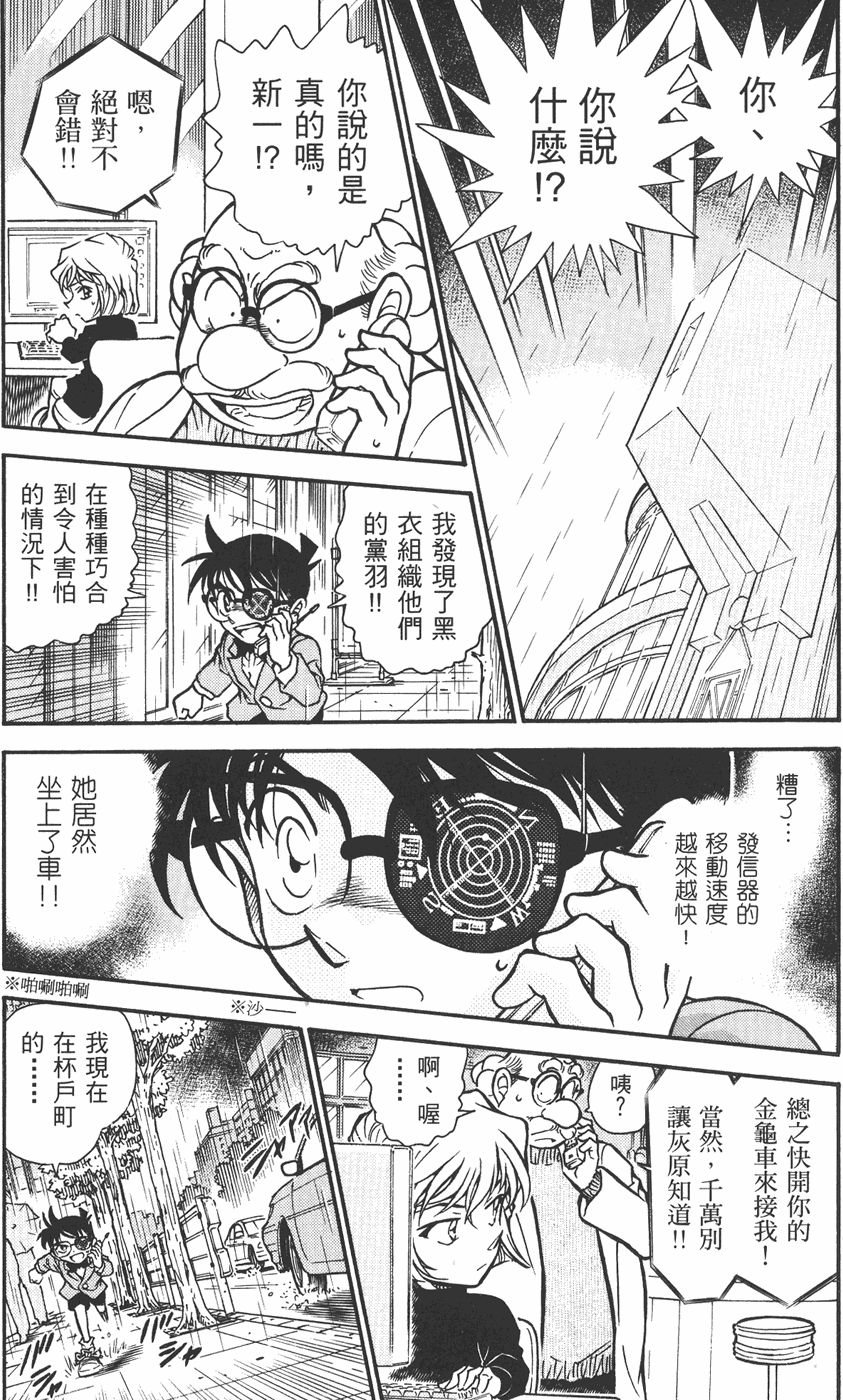 你、
你說
什麼!?
你說的是
真的嗎，
新一!?
嗯，
絕對不
會錯!!
我發現了黑
衣組織他們
的黨羽!!
在種種巧合
到令人害怕
的情況下!!
糟了…
發信器的
移動速度
越來越快！
她居然
坐上了車!!
※啪唰啪唰
※沙——
總之快開你的
金龜車來接我！
當然，千萬別
讓灰原知道!!
咦?
啊、喔
……
我現在
在杯戶町
的……